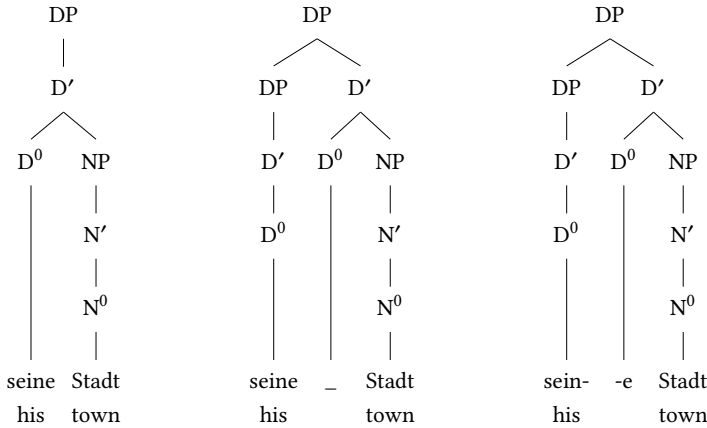 DP DP DP
D′ DP D′ DP D′
D⁰ NP D′ D⁰ NP D′ D⁰ NP
N′ D⁰ N′ D⁰ N′
N⁰ N⁰ N⁰
seine Stadt seine _ Stadt sein- -e Stadt
his town his town his town